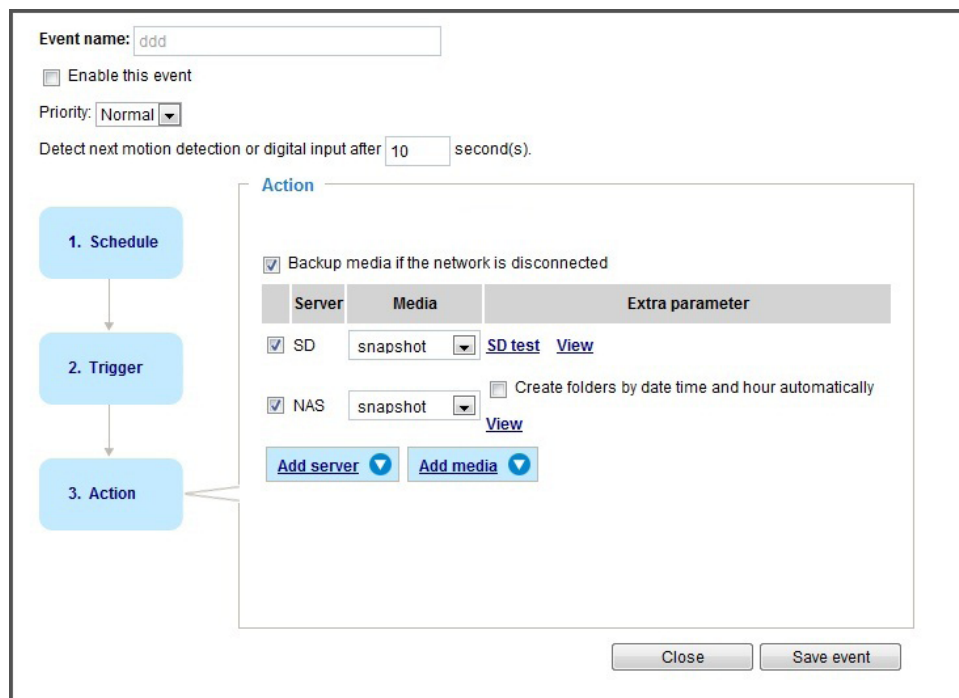 Event name: ddd
Enable this event
Priority: Normal
Detect next motion detection or digital input after 10 second(s).
Action
1. Schedule
2. Trigger
3. Action
Backup media if the network is disconnected
Server Media Extra parameter
SD snapshot SD test View
NAS snapshot Create folders by date time and hour automatically
View
Add server Add media
Close Save event